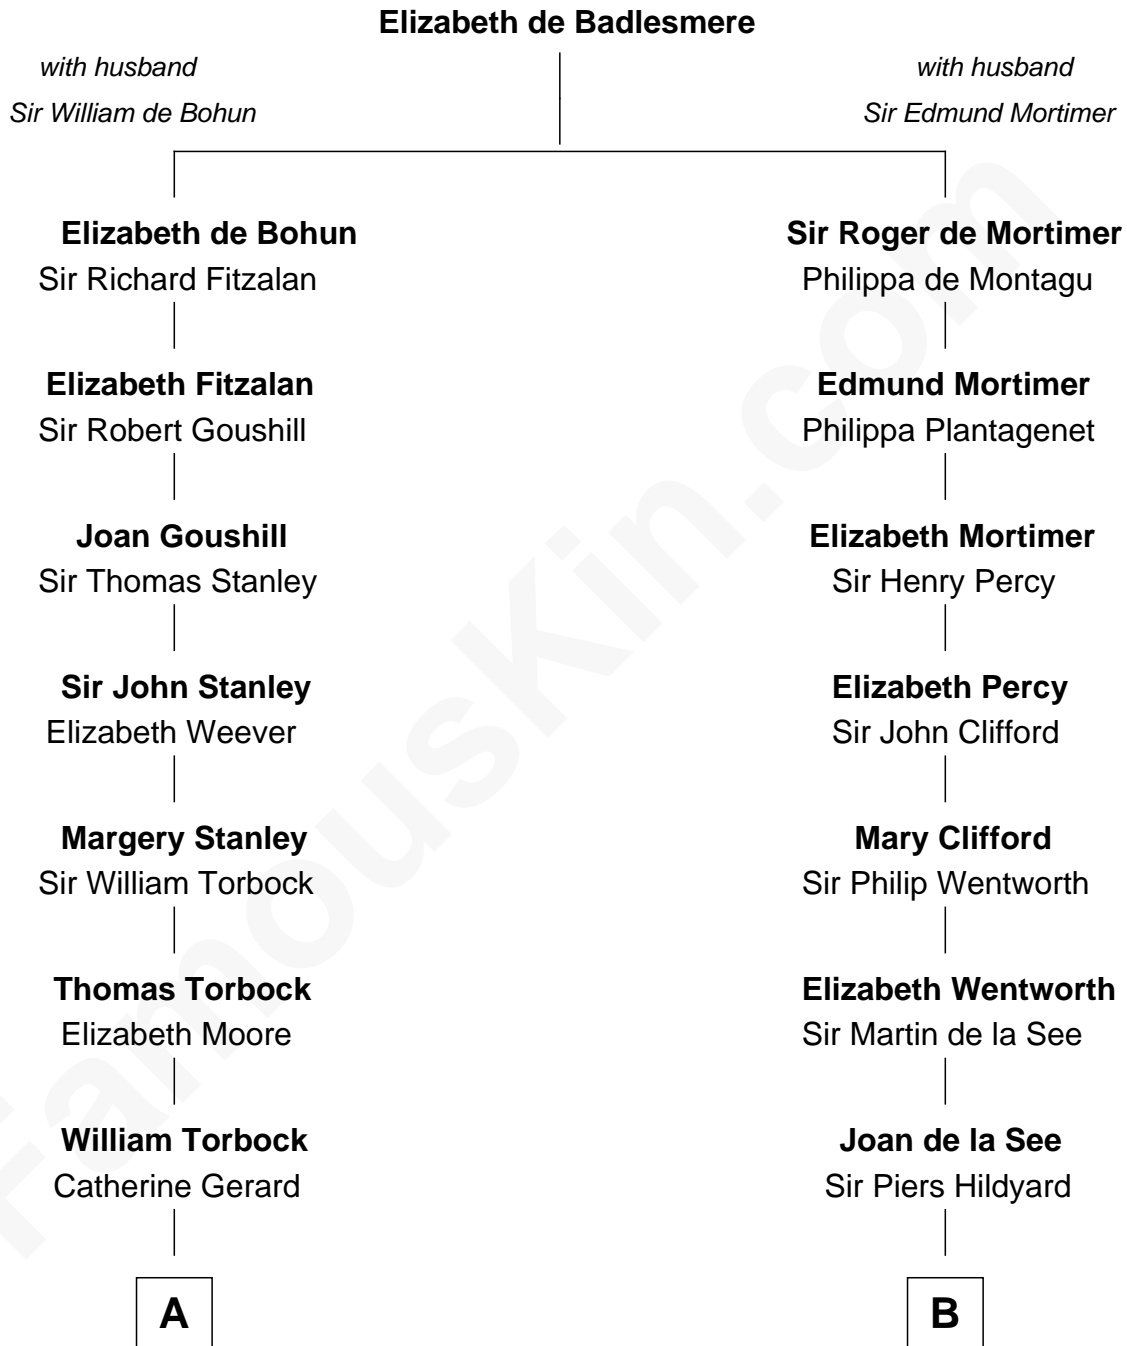 Elizabeth de Badlesmere
with husband
Sir William de Bohun
with husband
Sir Edmund Mortimer
Elizabeth de Bohun
Sir Richard Fitzalan
Sir Roger de Mortimer
Philippa de Montagu
Elizabeth Fitzalan
Sir Robert Goushill
Edmund Mortimer
Philippa Plantagenet
Joan Goushill
Sir Thomas Stanley
Elizabeth Mortimer
Sir Henry Percy
Sir John Stanley
Elizabeth Weever
Elizabeth Percy
Sir John Clifford
Margery Stanley
Sir William Torbock
Mary Clifford
Sir Philip Wentworth
Thomas Torbock
Elizabeth Moore
Elizabeth Wentworth
Sir Martin de la See
William Torbock
Catherine Gerard
Joan de la See
Sir Piers Hildyard
A
B
FamousKin.com